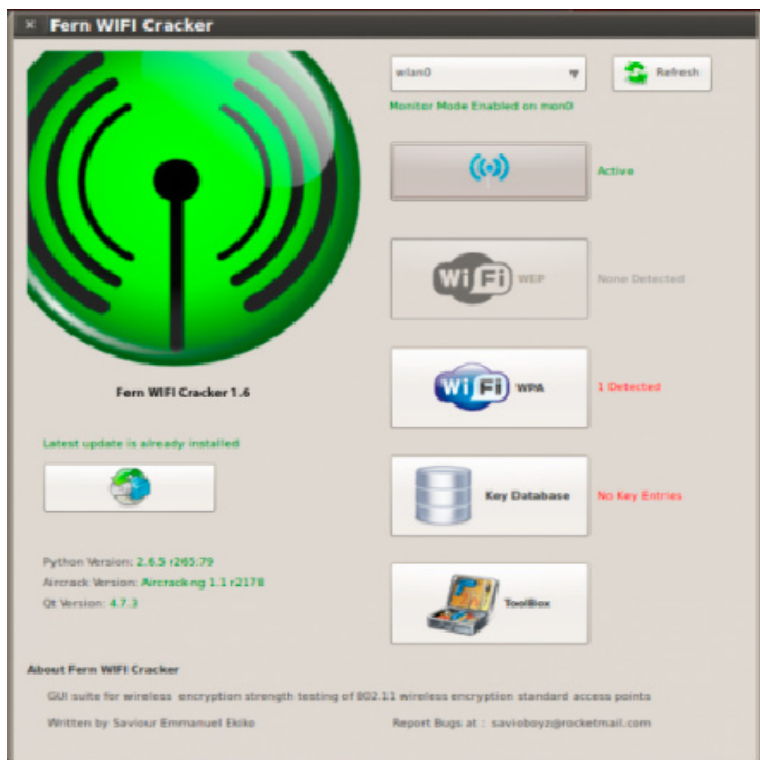 Fern WIFI Cracker
wlan0
Refresh
Monitor Mode Enabled on mon0
Active
WiFi WEP
None Detected
Fern WIFI Cracker 1.6
WiFi WPA
1 Detected
Latest update is already installed
Key Database
No Key Entries
Python Version: 2.6.5 r265:79
Aircrack Version: Aircrack-ng 1.1 r2178
Qt Version: 4.7.3
ToolBox
About Fern WIFI Cracker
GUI suite for wireless encryption strength testing of 802.11 wireless encryption standard access points
Written by Saviour Emmanuel Ekiko
Report Bugs at : savioboyz@rocketmail.com